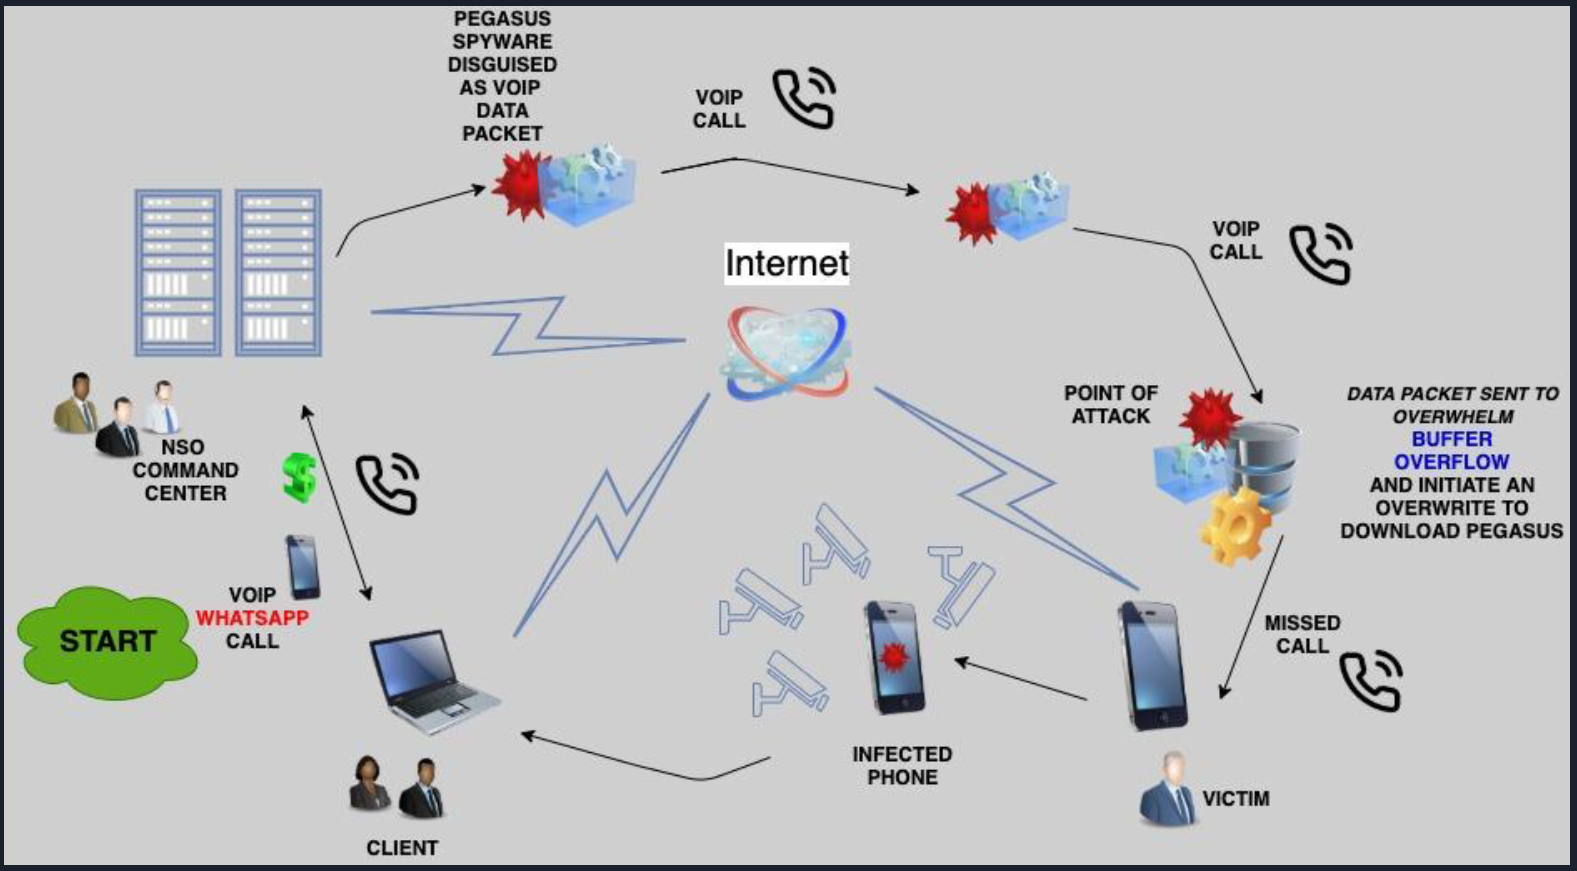 PEGASUS
SPYWARE
DISGUISED
AS VOIP
DATA
PACKET
VOIP
CALL
VOIP
CALL
Internet
POINT OF
ATTACK
DATA PACKET SENT TO
OVERWHELM
BUFFER
OVERFLOW
AND INITIATE AN
OVERWRITE TO
DOWNLOAD PEGASUS
NSO
COMMAND
CENTER
$
START
VOIP
WHATSAPP
CALL
MISSED
CALL
INFECTED
PHONE
VICTIM
CLIENT